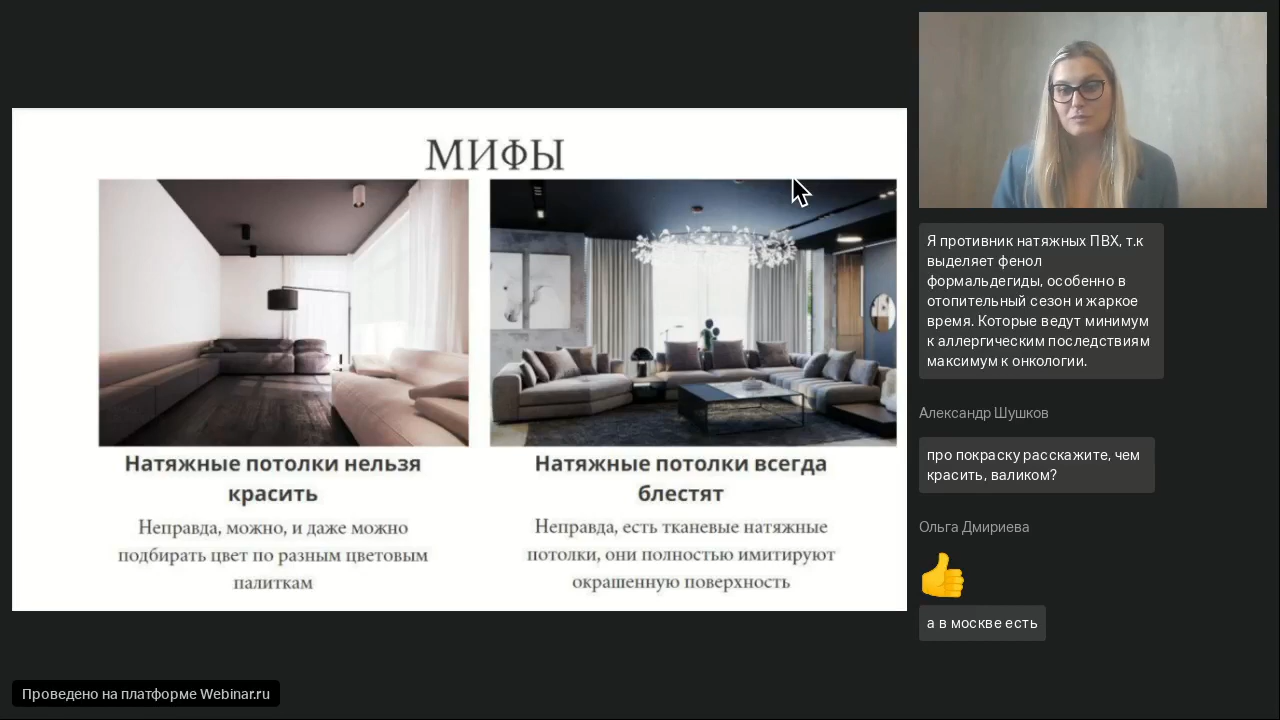 МИФЫ
Натяжные потолки нельзя
красить
Неправда, можно, и даже можно
подбирать цвет по разным цветовым
палиткам
Натяжные потолки всегда
блестят
Неправда, есть тканевые натяжные
потолки, они полностью имитируют
окрашенную поверхность
Я противник натяжных ПВХ, т.к
выделяет фенол
формальдегиды, особенно в
отопительный сезон и жаркое
время. Которые ведут минимум
к аллергическим последствиям
максимум к онкологии.
Александр Шушков
про покраску расскажите, чем
красить, валиком?
Ольга Дмириева
а в москве есть
Проведено на платформе Webinar.ru